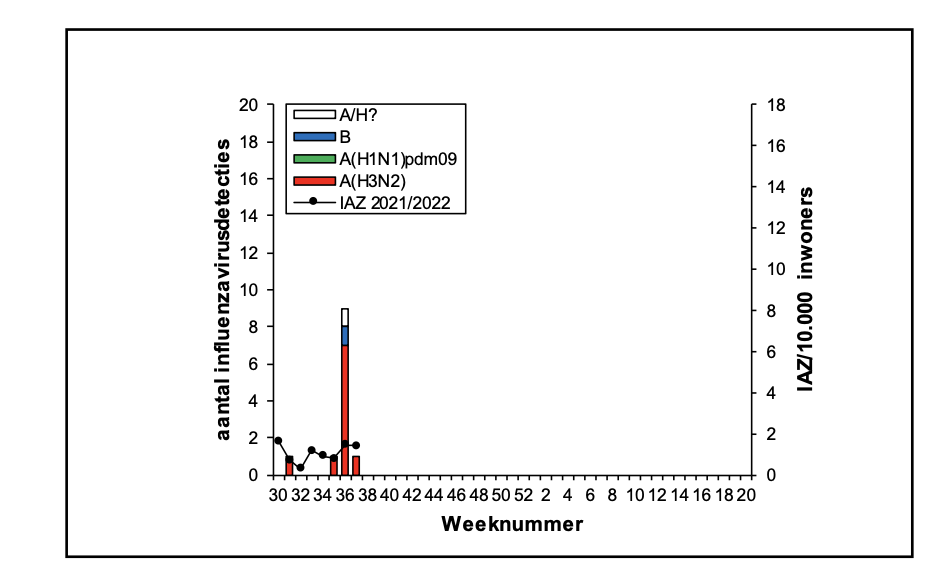 20
18
16
14
12
10
8
6
4
2
0
aantal influenzavirusdetecties
A/H?
B
A(H1N1)pdm09
A(H3N2)
IAZ 2021/2022
18
16
14
12
10
8
6
4
2
0
IAZ/10.000 inwoners
30 32 34 36 38 40 42 44 46 48 50 52 2 4 6 8 10 12 14 16 18 20
Weeknummer